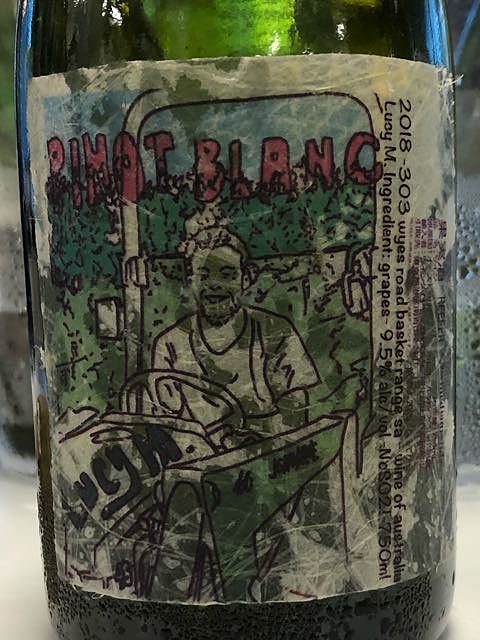 PINOT BLANC
LUCY M.
2018 - 303 wyes road basket range sa - wine of australia
Lucy M. Ingredient: grapes - 9.5% alc/vol. No SO2! 750ml